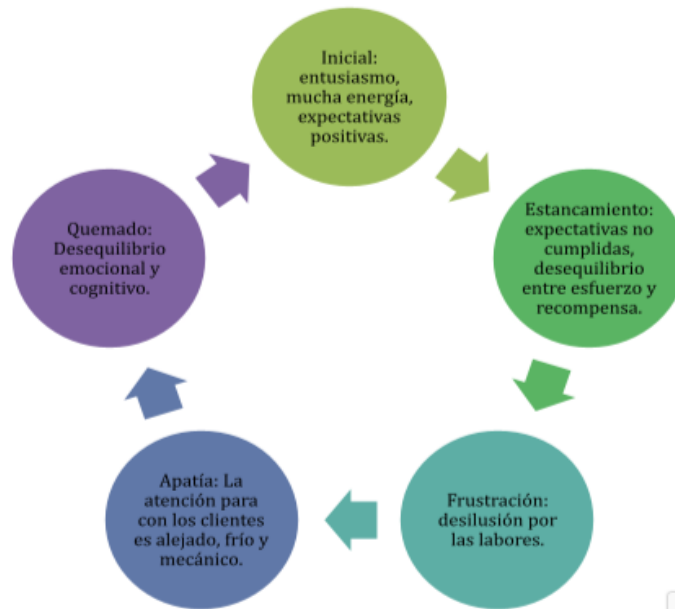 Inicial:
entusiasmo,
mucha energía,
expectativas
positivas.
Estancamiento:
expectativas no
cumplidas,
desequilibrio
entre esfuerzo y
recompensa.
Frustración:
desilusión por
las labores.
Apatía: La
atención para
con los clientes
es alejado, frío y
mecánico.
Quemado:
Desequilibrio
emocional y
cognitivo.